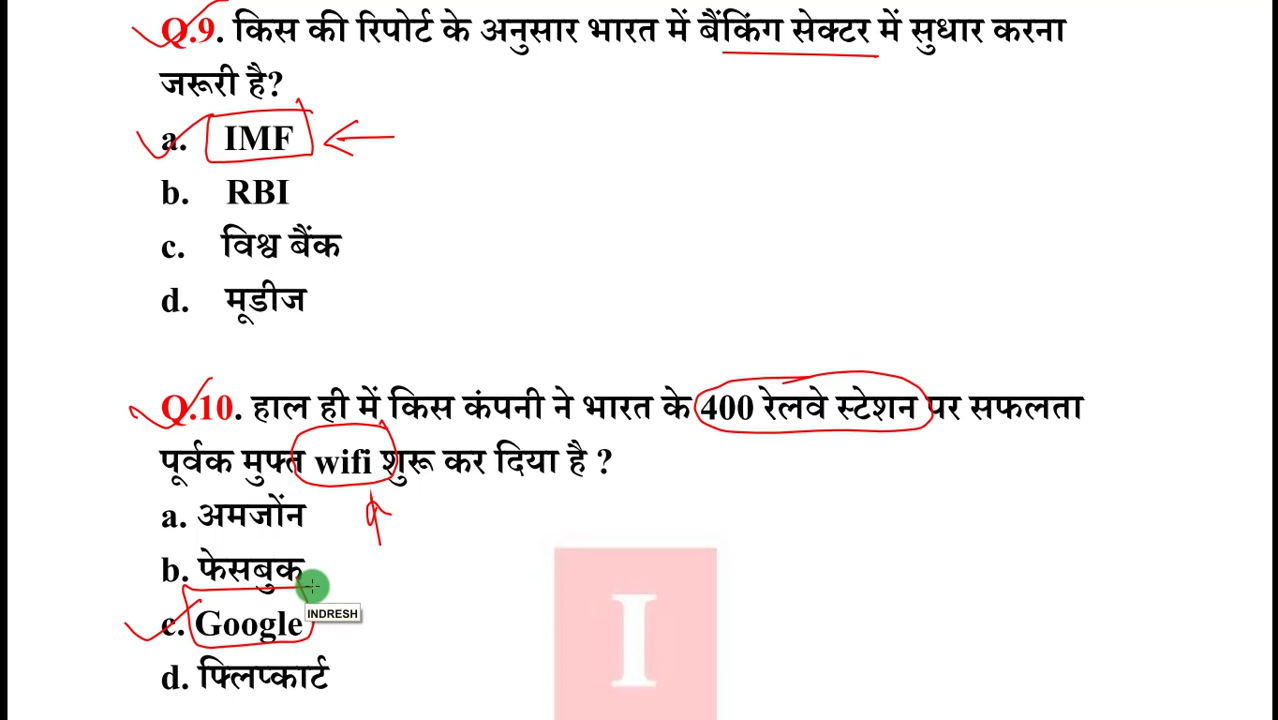 Q.9. किस की रिपोर्ट के अनुसार भारत में बैंकिंग सेक्टर में सुधार करना
जरूरी है?
a. IMF
b. RBI
c. विश्व बैंक
d. मूडीज
Q.10. हाल ही में किस कंपनी ने भारत के 400 रेलवे स्टेशन पर सफलता
पूर्वक मुफ्त wifi शुरू कर दिया है ?
a. अमजोंन
b. फेसबुक
INDRESH
c. Google
d. फ्लिप्कार्ट
I